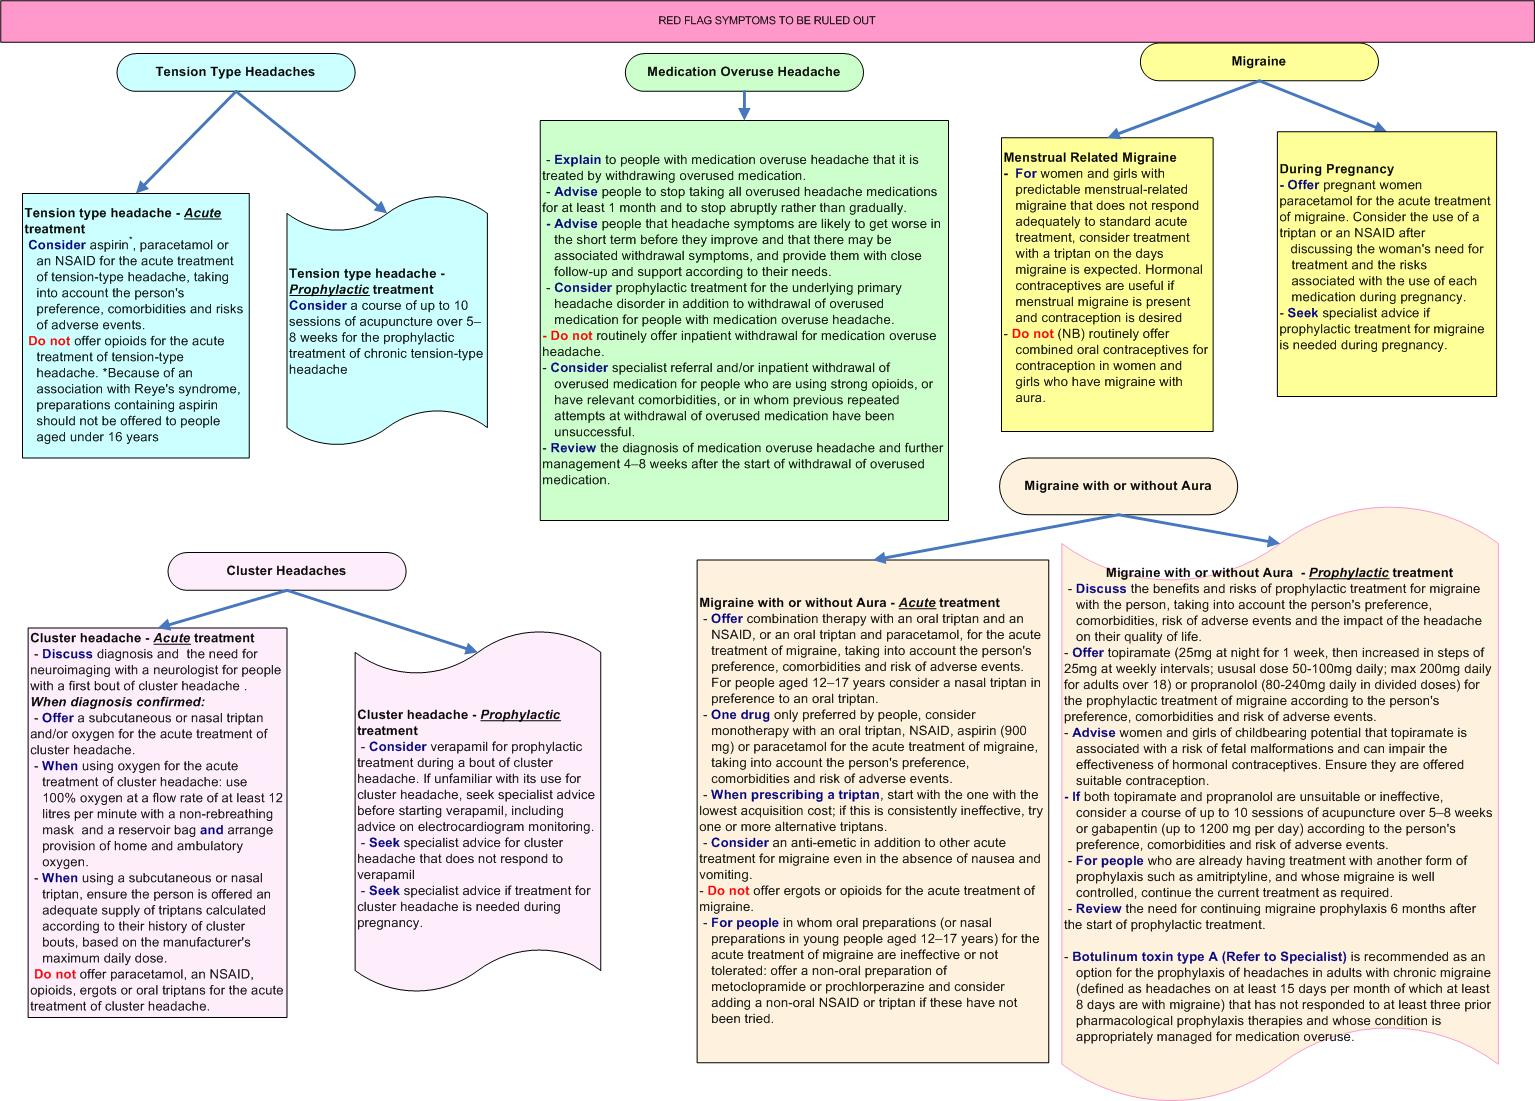 RED FLAG SYMPTOMS TO BE RULED OUT
Tension Type Headaches
Tension type headache - Acute
treatment
Consider aspirin*, paracetamol or
an NSAID for the acute treatment
of tension-type headache, taking
into account the person's
preference, comorbidities and risks
of adverse events.
Do not offer opioids for the acute
treatment of tension-type
headache. *Because of an
association with Reye's syndrome,
preparations containing aspirin
should not be offered to people
aged under 16 years
Tension type headache -
Prophylactic treatment
Consider a course of up to 10
sessions of acupuncture over 5–
8 weeks for the prophylactic
treatment of chronic tension-type
headache
Medication Overuse Headache
- Explain to people with medication overuse headache that it is
treated by withdrawing overused medication.
- Advise people to stop taking all overused headache medications
for at least 1 month and to stop abruptly rather than gradually.
- Advise people that headache symptoms are likely to get worse in
the short term before they improve and that there may be
associated withdrawal symptoms, and provide them with close
follow-up and support according to their needs.
- Consider prophylactic treatment for the underlying primary
headache disorder in addition to withdrawal of overused
medication for people with medication overuse headache.
- Do not routinely offer inpatient withdrawal for medication overuse
headache.
- Consider specialist referral and/or inpatient withdrawal of
overused medication for people who are using strong opioids, or
have relevant comorbidities, or in whom previous repeated
attempts at withdrawal of overused medication have been
unsuccessful.
- Review the diagnosis of medication overuse headache and further
management 4–8 weeks after the start of withdrawal of overused
medication.
Migraine
Menstrual Related Migraine
- For women and girls with
predictable menstrual-related
migraine that does not respond
adequately to standard acute
treatment, consider treatment
with a triptan on the days
migraine is expected. Hormonal
contraceptives are useful if
menstrual migraine is present
and contraception is desired
- Do not (NB) routinely offer
combined oral contraceptives for
contraception in women and
girls who have migraine with
aura.
During Pregnancy
- Offer pregnant women
paracetamol for the acute treatment
of migraine. Consider the use of a
triptan or an NSAID after
discussing the woman's need for
treatment and the risks
associated with the use of each
medication during pregnancy.
- Seek specialist advice if
prophylactic treatment for migraine
is needed during pregnancy.
Cluster Headaches
Cluster headache - Acute treatment
- Discuss diagnosis and the need for
neuroimaging with a neurologist for people
with a first bout of cluster headache .
When diagnosis confirmed:
- Offer a subcutaneous or nasal triptan
and/or oxygen for the acute treatment of
cluster headache.
- When using oxygen for the acute
treatment of cluster headache: use
100% oxygen at a flow rate of at least 12
litres per minute with a non-rebreathing
mask and a reservoir bag and arrange
provision of home and ambulatory
oxygen.
- When using a subcutaneous or nasal
triptan, ensure the person is offered an
adequate supply of triptans calculated
according to their history of cluster
bouts, based on the manufacturer's
maximum daily dose.
Do not offer paracetamol, an NSAID,
opioids, ergots or oral triptans for the acute
treatment of cluster headache.
Cluster headache - Prophylactic
treatment
- Consider verapamil for prophylactic
treatment during a bout of cluster
headache. If unfamiliar with its use for
cluster headache, seek specialist advice
before starting verapamil, including
advice on electrocardiogram monitoring.
- Seek specialist advice for cluster
headache that does not respond to
verapamil
- Seek specialist advice if treatment for
cluster headache is needed during
pregnancy.
Migraine with or without Aura
Migraine with or without Aura - Acute treatment
- Offer combination therapy with an oral triptan and an
NSAID, or an oral triptan and paracetamol, for the acute
treatment of migraine, taking into account the person's
preference, comorbidities and risk of adverse events.
For people aged 12–17 years consider a nasal triptan in
preference to an oral triptan.
- One drug only preferred by people, consider
monotherapy with an oral triptan, NSAID, aspirin (900
mg) or paracetamol for the acute treatment of migraine,
taking into account the person's preference,
comorbidities and risk of adverse events.
- When prescribing a triptan, start with the one with the
lowest acquisition cost; if this is consistently ineffective, try
one or more alternative triptans.
- Consider an anti-emetic in addition to other acute
treatment for migraine even in the absence of nausea and
vomiting.
- Do not offer ergots or opioids for the acute treatment of
migraine.
- For people in whom oral preparations (or nasal
preparations in young people aged 12–17 years) for the
acute treatment of migraine are ineffective or not
tolerated: offer a non-oral preparation of
metoclopramide or prochlorperazine and consider
adding a non-oral NSAID or triptan if these have not
been tried.
Migraine with or without Aura - Prophylactic treatment
- Discuss the benefits and risks of prophylactic treatment for migraine
with the person, taking into account the person's preference,
comorbidities, risk of adverse events and the impact of the headache
on their quality of life.
- Offer topiramate (25mg at night for 1 week, then increased in steps of
25mg at weekly intervals; ususal dose 50-100mg daily; max 200mg daily
for adults over 18) or propranolol (80-240mg daily in divided doses) for
the prophylactic treatment of migraine according to the person's
preference, comorbidities and risk of adverse events.
- Advise women and girls of childbearing potential that topiramate is
associated with a risk of fetal malformations and can impair the
effectiveness of hormonal contraceptives. Ensure they are offered
suitable contraception.
- If both topiramate and propranolol are unsuitable or ineffective,
consider a course of up to 10 sessions of acupuncture over 5–8 weeks
or gabapentin (up to 1200 mg per day) according to the person's
preference, comorbidities and risk of adverse events.
- For people who are already having treatment with another form of
prophylaxis such as amitriptyline, and whose migraine is well
controlled, continue the current treatment as required.
- Review the need for continuing migraine prophylaxis 6 months after
the start of prophylactic treatment.
- Botulinum toxin type A (Refer to Specialist) is recommended as an
option for the prophylaxis of headaches in adults with chronic migraine
(defined as headaches on at least 15 days per month of which at least
8 days are with migraine) that has not responded to at least three prior
pharmacological prophylaxis therapies and whose condition is
appropriately managed for medication overuse.